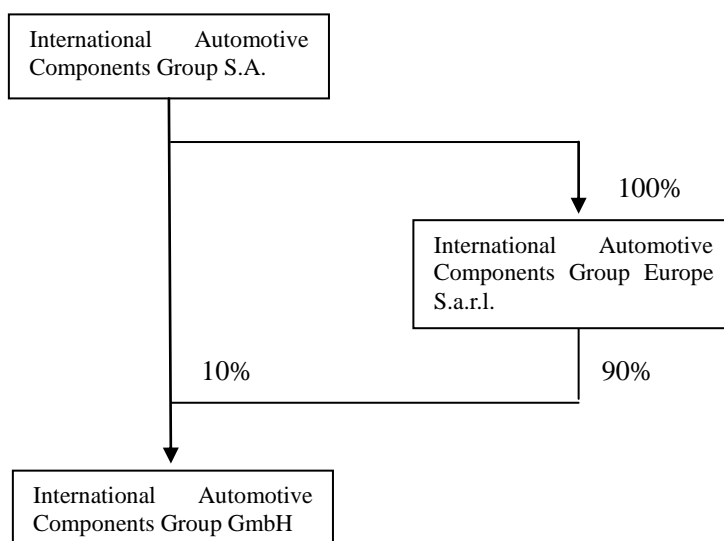 International Automotive
Components Group S.A.
100%
International Automotive
Components Group Europe
S.a.r.l.
10%
90%
International Automotive
Components Group GmbH